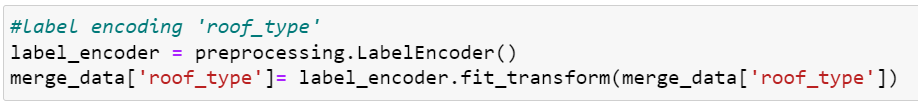 #label encoding 'roof_type'
label_encoder = preprocessing.LabelEncoder()
merge_data['roof_type']= label_encoder.fit_transform(merge_data['roof_type'])